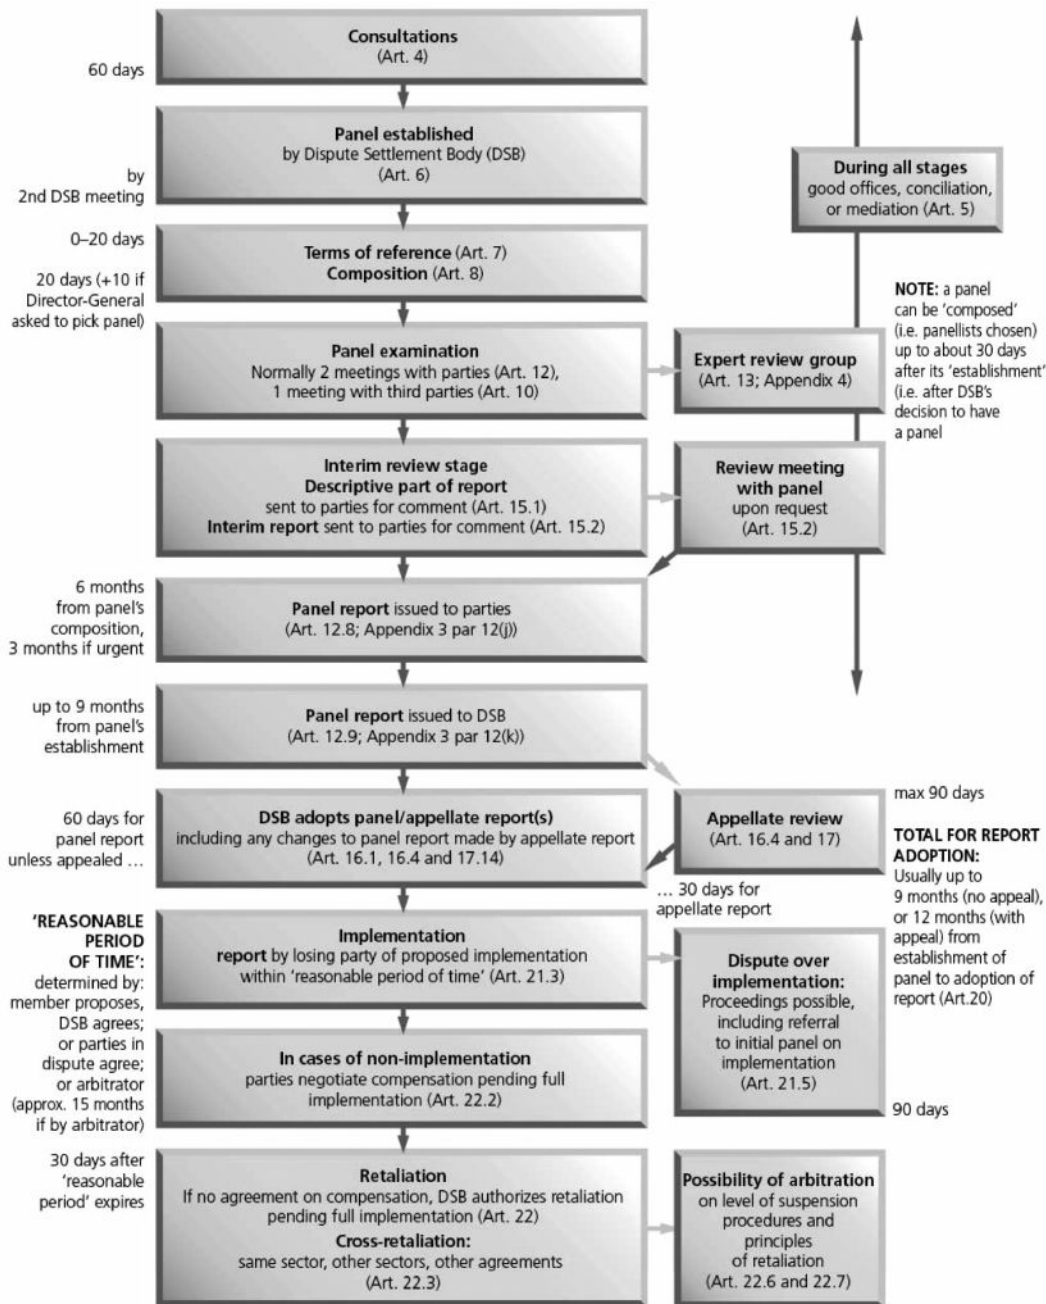 Consultations
(Art. 4)
60 days
Panel established
by Dispute Settlement Body (DSB)
(Art. 6)
by
2nd DSB meeting
During all stages
good offices, conciliation,
or mediation (Art. 5)
0–20 days
Terms of reference (Art. 7)
Composition (Art. 8)
20 days (+10 if
Director-General
asked to pick panel)
NOTE: a panel
can be ‘composed’
(i.e. panellists chosen)
up to about 30 days
after its ‘establishment’
(i.e. after DSB’s
decision to have
a panel
Panel examination
Normally 2 meetings with parties (Art. 12),
1 meeting with third parties (Art. 10)
Expert review group
(Art. 13; Appendix 4)
Interim review stage
Descriptive part of report
sent to parties for comment (Art. 15.1)
Interim report sent to parties for comment (Art. 15.2)
Review meeting
with panel
upon request
(Art. 15.2)
6 months
from panel’s
composition,
3 months if urgent
Panel report issued to parties
(Art. 12.8; Appendix 3 par 12(j))
up to 9 months
from panel’s
establishment
Panel report issued to DSB
(Art. 12.9; Appendix 3 par 12(k))
60 days for
panel report
unless appealed ...
DSB adopts panel/appellate report(s)
including any changes to panel report made by appellate report
(Art. 16.1, 16.4 and 17.14)
Appellate review
(Art. 16.4 and 17)
max 90 days
... 30 days for
appellate report
TOTAL FOR REPORT
ADOPTION:
Usually up to
9 months (no appeal),
or 12 months (with
appeal) from
establishment of
panel to adoption of
report (Art.20)
‘REASONABLE
PERIOD
OF TIME’:
determined by:
member proposes,
DSB agrees;
or parties in
dispute agree;
or arbitrator
(approx. 15 months
if by arbitrator)
Implementation
report by losing party of proposed implementation
within ‘reasonable period of time’ (Art. 21.3)
Dispute over
implementation:
Proceedings possible,
including referral
to initial panel on
implementation
(Art. 21.5)
90 days
In cases of non-implementation
parties negotiate compensation pending full
implementation (Art. 22.2)
30 days after
‘reasonable
period’ expires
Retaliation
If no agreement on compensation, DSB authorizes retaliation
pending full implementation (Art. 22)
Cross-retaliation:
same sector, other sectors, other agreements
(Art. 22.3)
Possibility of arbitration
on level of suspension
procedures and
principles
of retaliation
(Art. 22.6 and 22.7)